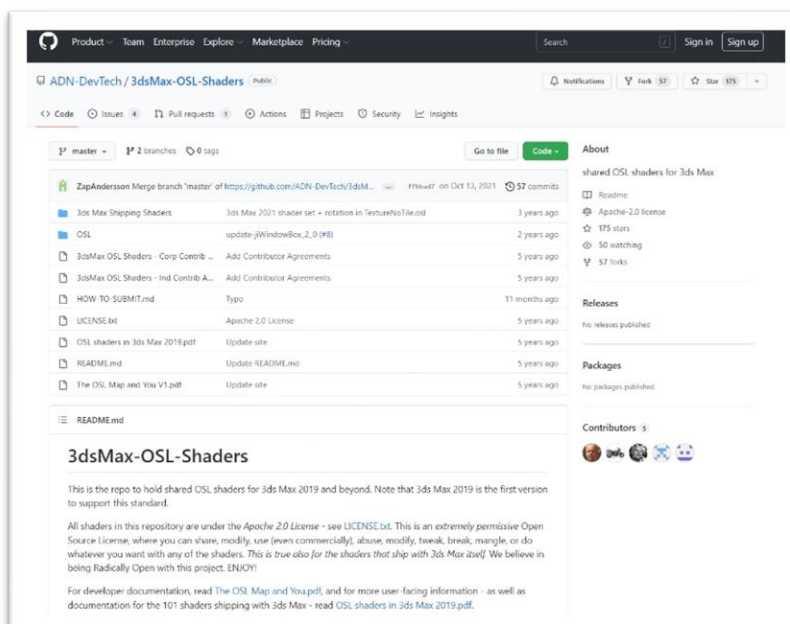 Product Team Enterprise Explore Marketplace Pricing Search / Sign in Sign up
ADN-DevTech / 3dsMax-OSL-Shaders Public Notifications Fork 57 Star 175
Code Issues 4 Pull requests 1 Actions Projects Security Insights
master 2 branches 0 tags Go to file Code
ZapAndersson Merge branch 'master' of https://github.com/ADN-DevTech/3dsM... ... on Oct 13, 2021 57 commits
3ds Max Shipping Shaders 3ds Max 2021 shader set + rotation in TextureNoTile.osl 3 years ago
OSL update-jiWindowBox_2_0 (#8) 2 years ago
3dsMax OSL Shaders - Corp Contrib ... Add Contributor Agreements 5 years ago
3dsMax OSL Shaders - Ind Contrib A... Add Contributor Agreements 5 years ago
HOW-TO-SUBMIT.md Typo 11 months ago
LICENSE.txt Apache 2.0 License 5 years ago
OSL shaders in 3ds Max 2019.pdf Update site 5 years ago
README.md Update README.md 5 years ago
The OSL Map and You V1.pdf Update site 5 years ago
README.md
3dsMax-OSL-Shaders
This is the repo to hold shared OSL shaders for 3ds Max 2019 and beyond. Note that 3ds Max 2019 is the first version
to support this standard.
All shaders in this repository are under the Apache 2.0 License - see LICENSE.txt. This is an extremely permissive Open
Source License, where you can share, modify, use (even commercially), abuse, modify, tweak, break, mangle, or do
whatever you want with any of the shaders. This is true also for the shaders that ship with 3ds Max itself. We believe in
being Radically Open with this project. ENJOY!
For developer documentation, read The OSL Map and You.pdf, and for more user-facing information - as well as
documentation for the 101 shaders shipping with 3ds Max - read OSL shaders in 3ds Max 2019.pdf.
About
shared OSL shaders for 3ds Max
Readme
Apache-2.0 license
175 stars
50 watching
57 forks
Releases
No releases published
Packages
No packages published
Contributors 5